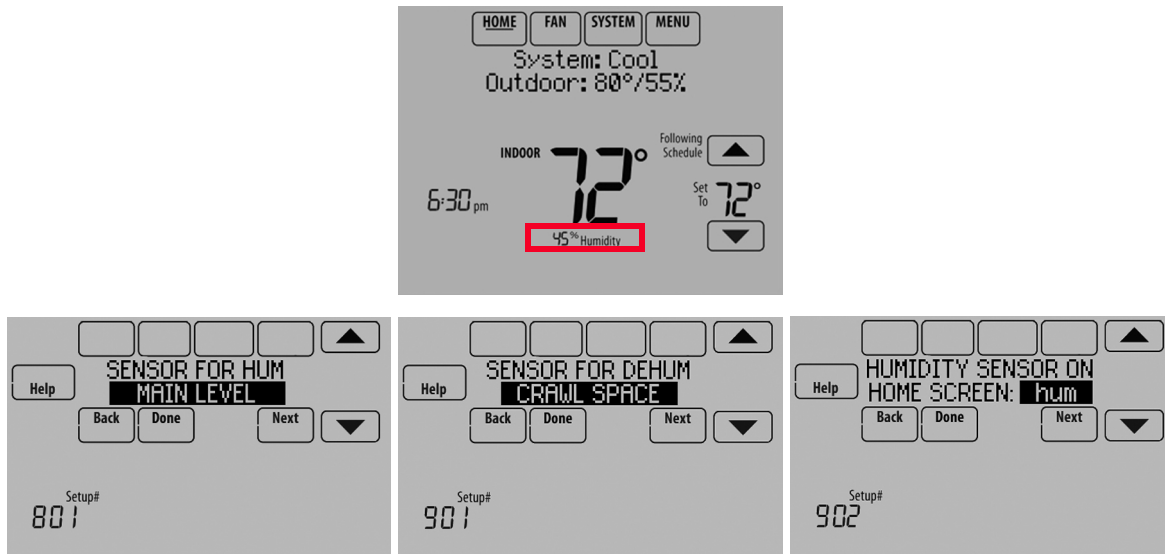 HOME FAN SYSTEM MENU
System: Cool
Outdoor: 80°/55%
Following
Schedule
INDOOR 72°
Set
To 72°
6:30 pm
45% Humidity
SENSOR FOR HUM
Help MAIN LEVEL
Back Done Next
Setup#
801
SENSOR FOR DEHUM
Help CRAWL SPACE
Back Done Next
Setup#
901
HUMIDITY SENSOR ON
Help HOME SCREEN: hum
Back Done Next
Setup#
902